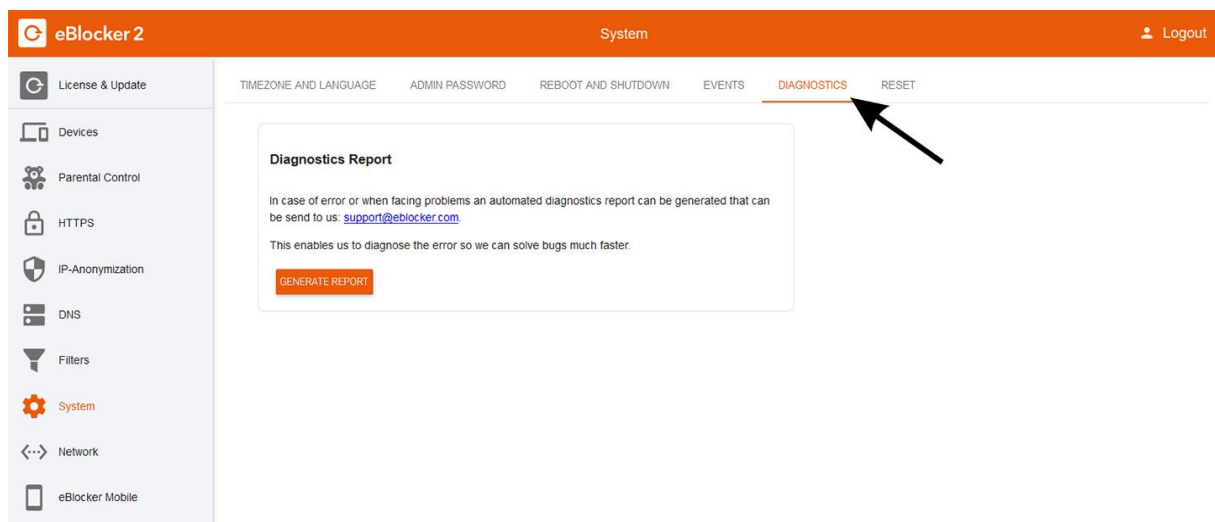 eBlocker 2
System
Logout
License & Update
Devices
Parental Control
HTTPS
IP-Anonymization
DNS
Filters
System
Network
eBlocker Mobile
TIMEZONE AND LANGUAGE ADMIN PASSWORD REBOOT AND SHUTDOWN EVENTS DIAGNOSTICS RESET
Diagnostics Report
In case of error or when facing problems an automated diagnostics report can be generated that can
be send to us: support@eblocker.com.
This enables us to diagnose the error so we can solve bugs much faster.
GENERATE REPORT